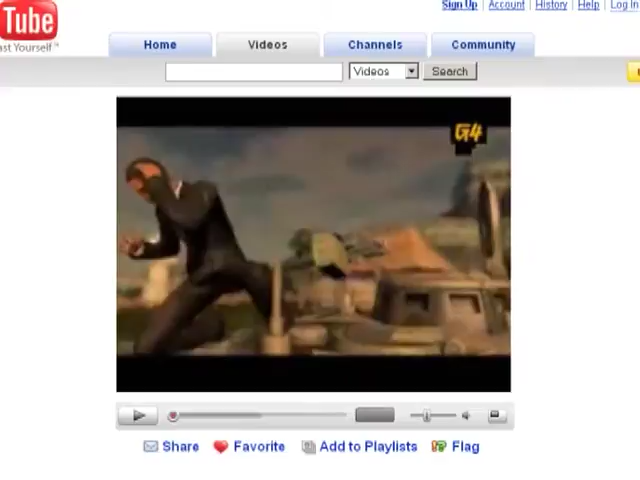 Sign Up | Account | History | Help | Log In
Tube
ast Yourself™
Home Videos Channels Community
Videos Search
G4
Share Favorite Add to Playlists Flag